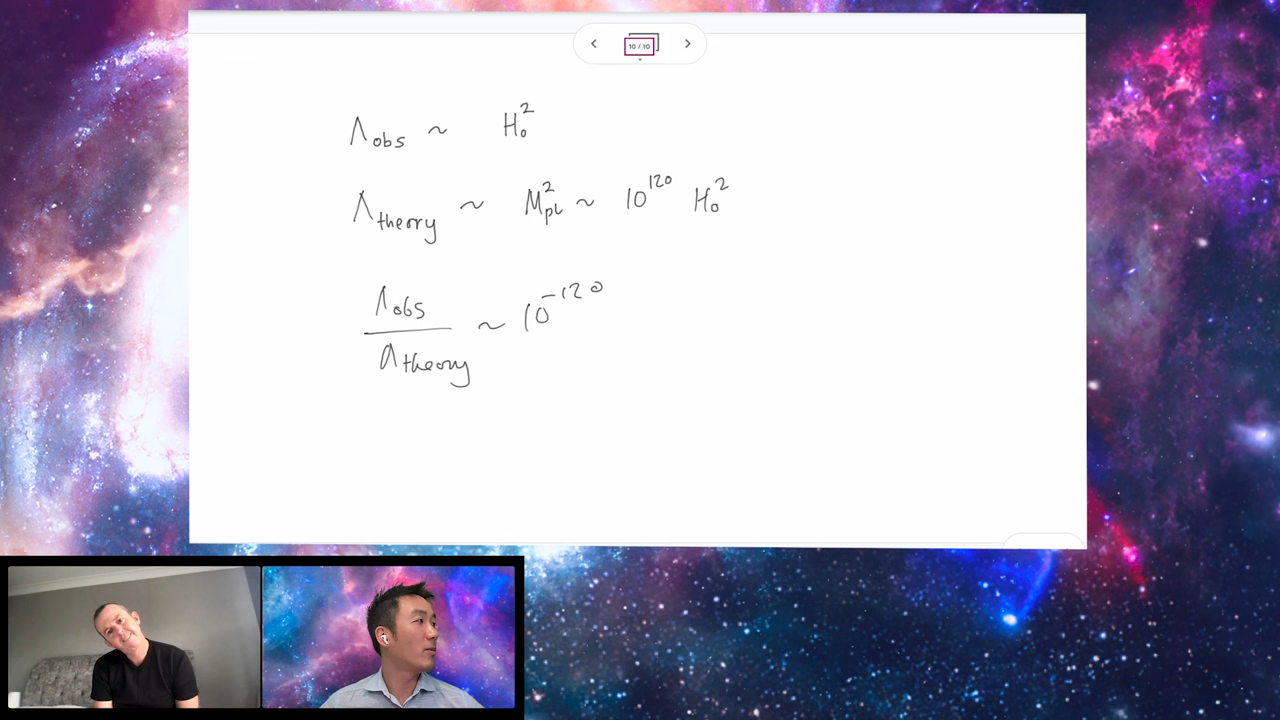 10 / 10
Λobs ~ H₀²
Λtheory ~ Mpl² ~ 10¹²⁰ H₀²
Λobs
Λtheory ~ 10⁻¹²⁰